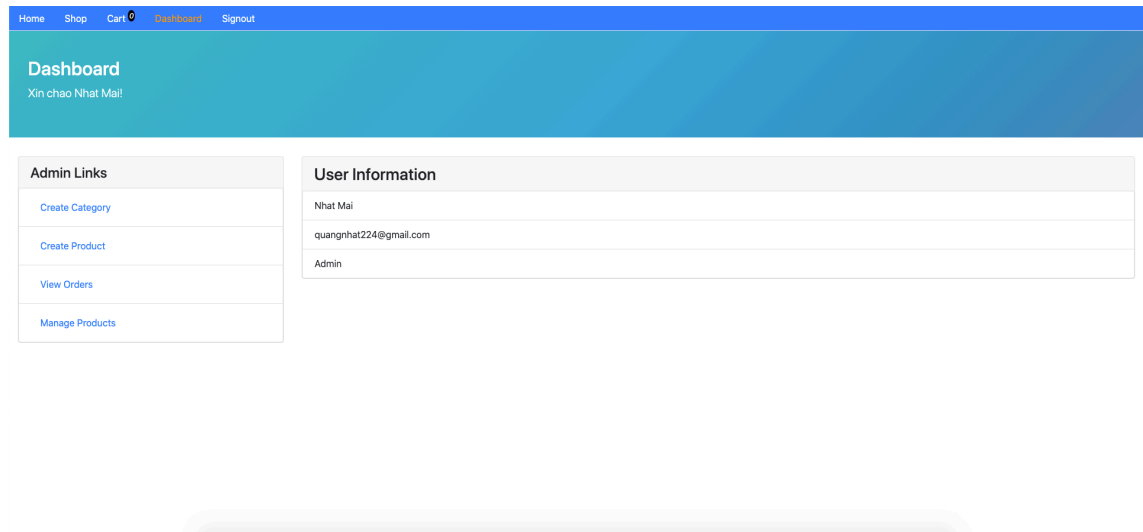 Home Shop Cart 0 Dashboard Signout
Dashboard
Xin chao Nhat Mai!
Admin Links
Create Category
Create Product
View Orders
Manage Products
User Information
Nhat Mai
quangnhat224@gmail.com
Admin